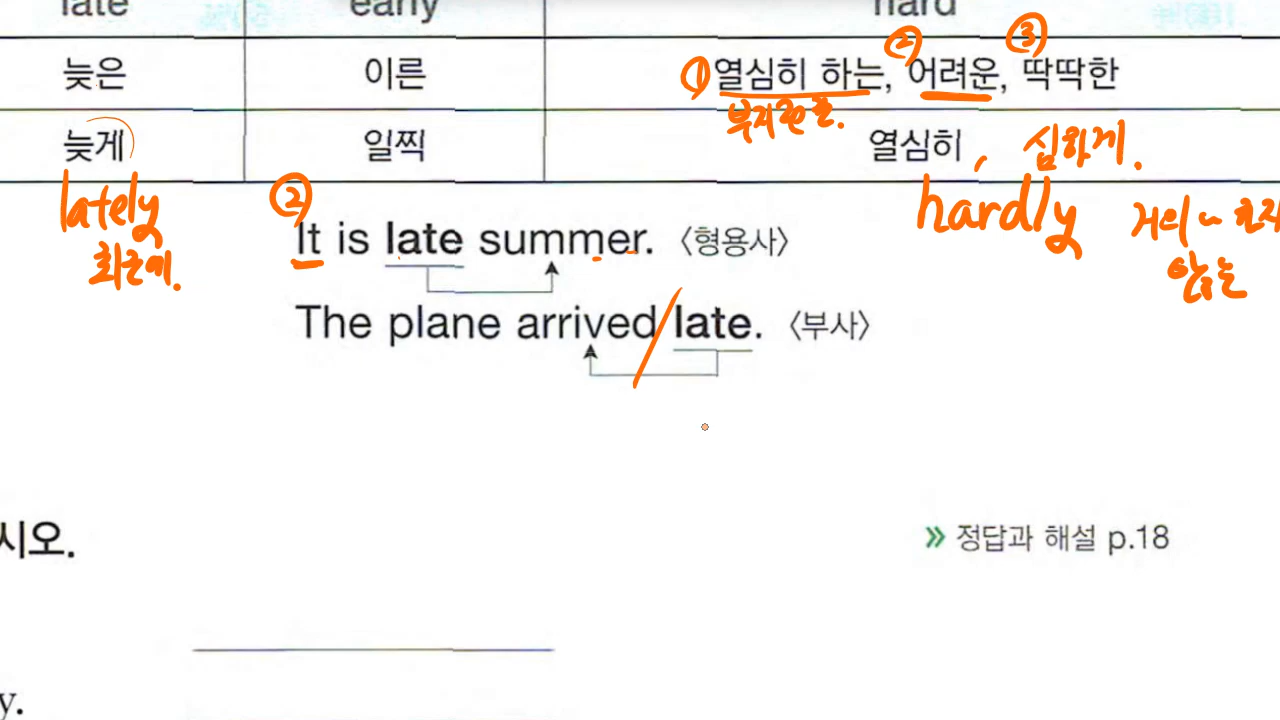 late early hard
② ③
늦은 이른 ① 열심히 하는, 어려운, 딱딱한
부지런한.
늦게 일찍 열심히, 심하게.
lately ② hardly 거의 ~ 하지
최근에. 않는
It is late summer. 〈형용사〉
The plane arrived / late. 〈부사〉
시오. » 정답과 해설 p.18
y.